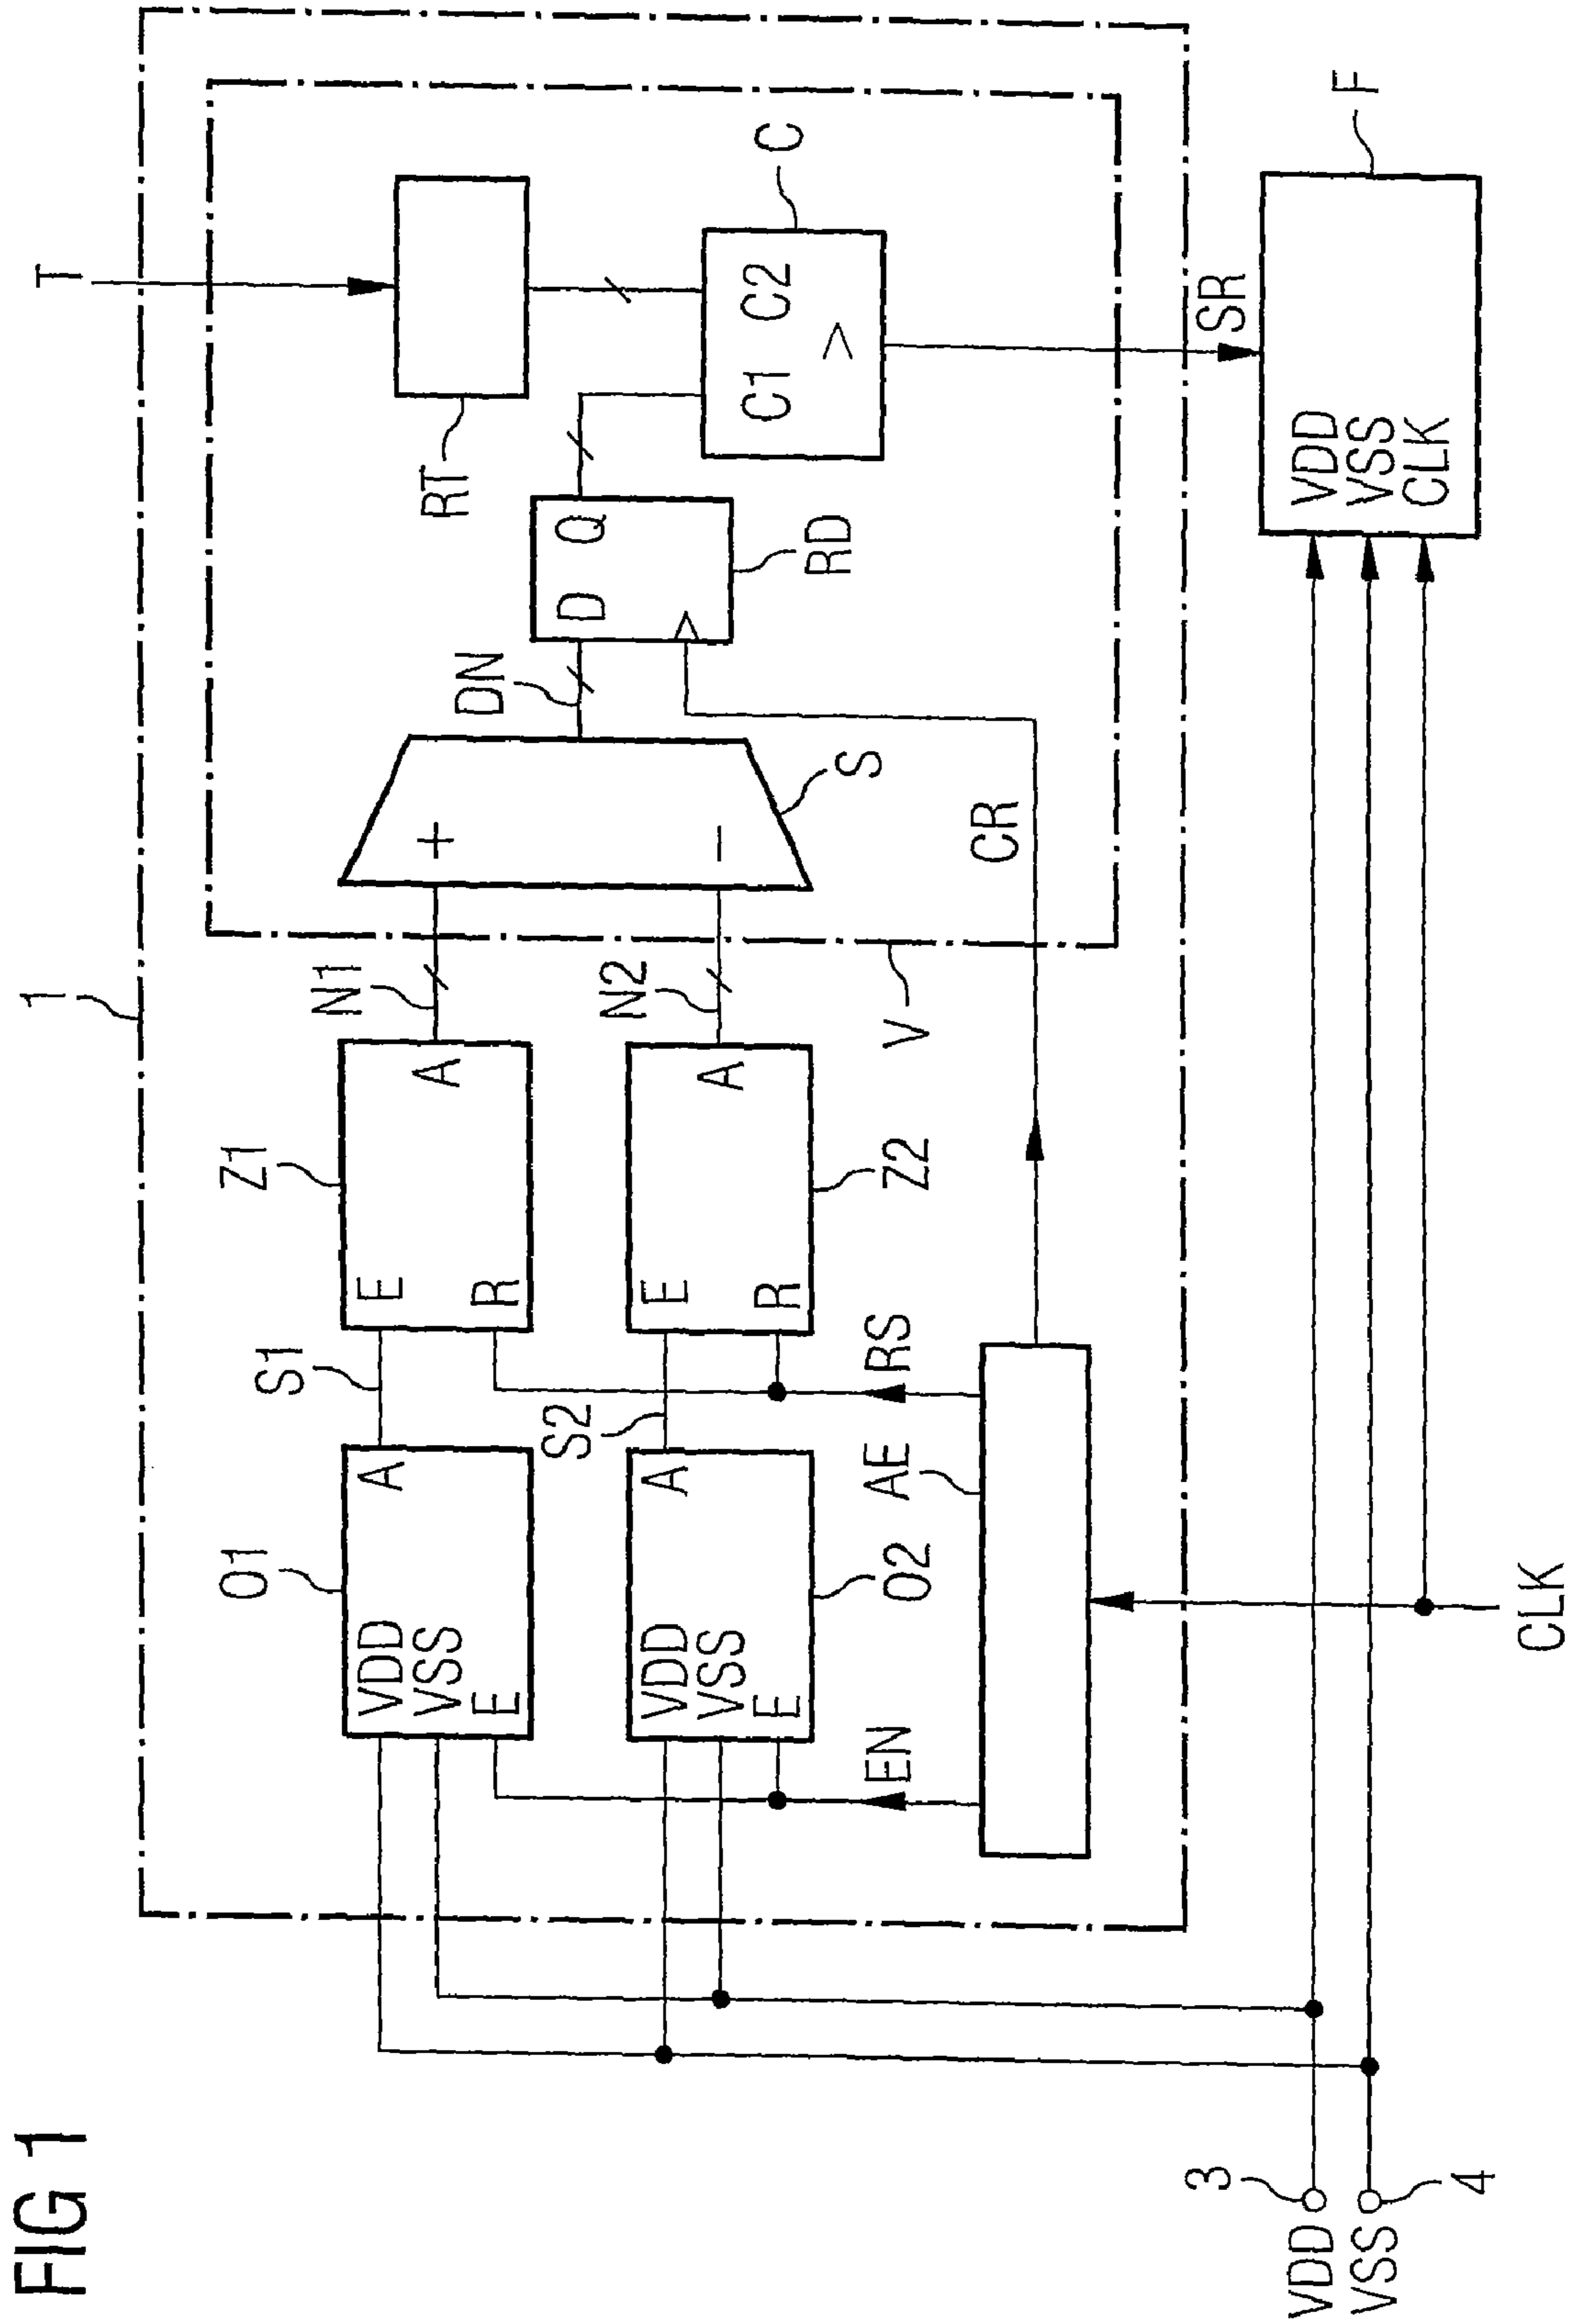 FIG 1
1
T
RT
C
C1 C2
>
F
SR
VDD
VSS
CLK
D Q
RD
DN
+
−
S
CR
V
N1
N2
Z1
E
A
R
Z2
E
A
R
S1
S2
RS
O1
VDD
VSS
E
A
O2
VDD
VSS
E
A
AE
EN
CLK
3
VDD
VSS
4